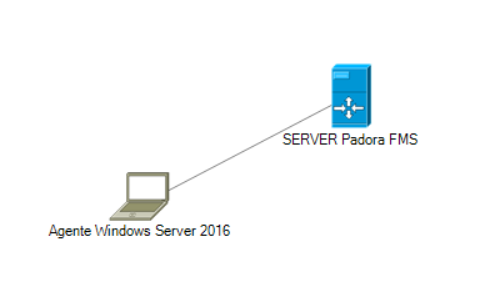 SERVER Padora FMS
Agente Windows Server 2016